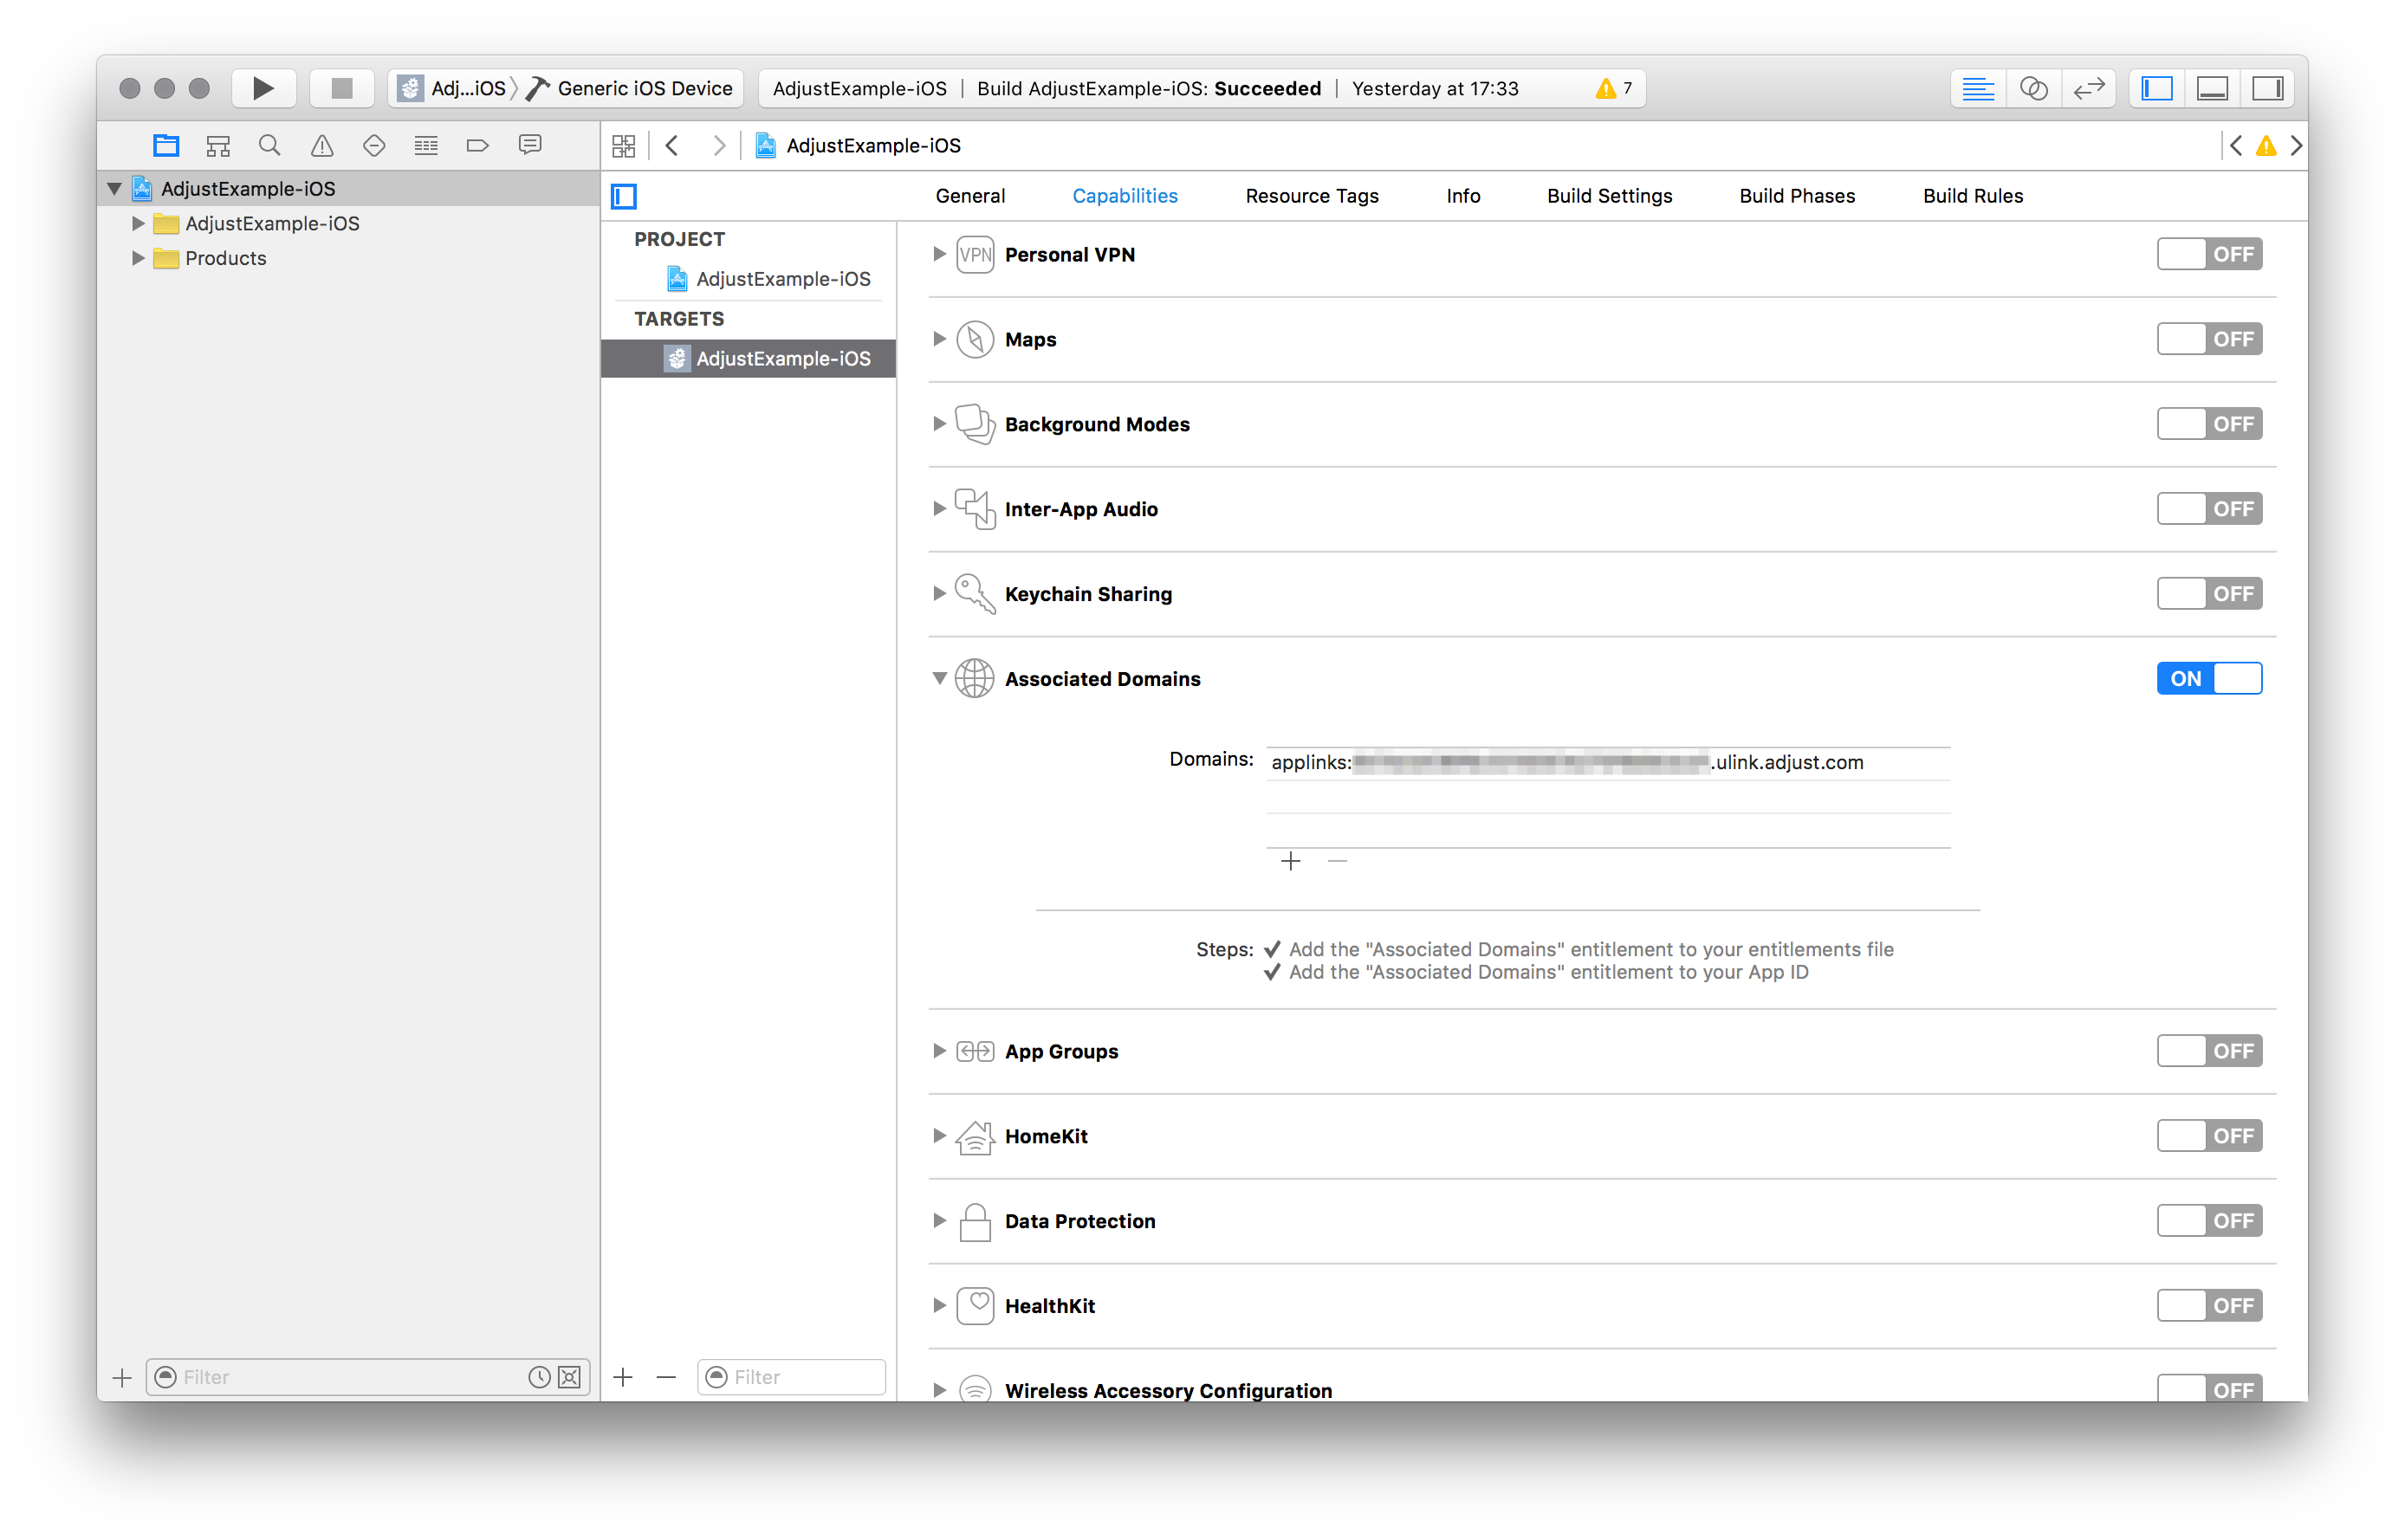 Adj...iOS Generic iOS Device
AdjustExample-iOS | Build AdjustExample-iOS: Succeeded | Yesterday at 17:33
7
AdjustExample-iOS
AdjustExample-iOS
AdjustExample-iOS
Products
General Capabilities Resource Tags Info Build Settings Build Phases Build Rules
PROJECT
AdjustExample-iOS
TARGETS
AdjustExample-iOS
VPN Personal VPN OFF
Maps OFF
Background Modes OFF
Inter-App Audio OFF
Keychain Sharing OFF
Associated Domains ON
Domains: applinks: .ulink.adjust.com
Steps: ✓ Add the "Associated Domains" entitlement to your entitlements file
✓ Add the "Associated Domains" entitlement to your App ID
App Groups OFF
HomeKit OFF
Data Protection OFF
HealthKit OFF
Wireless Accessory Configuration OFF
Filter
Filter